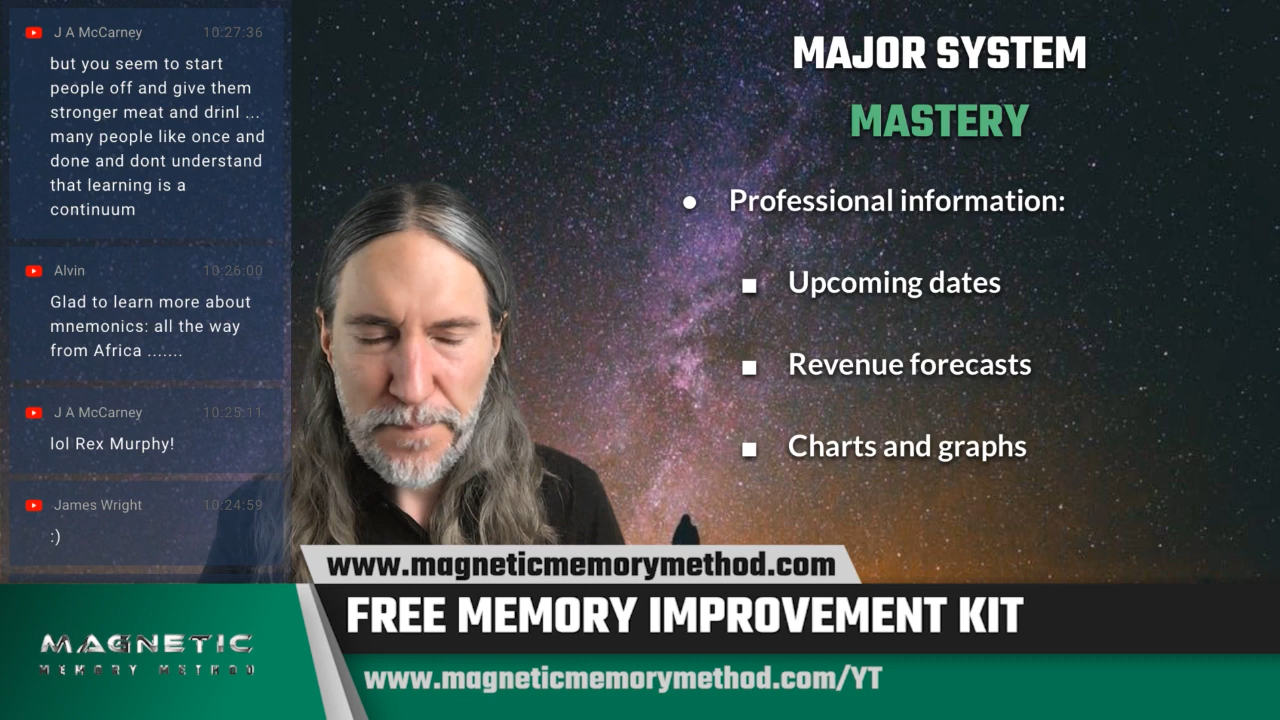 J A McCarney 10:27:36
but you seem to start
people off and give them
stronger meat and drinl ...
many people like once and
done and dont understand
that learning is a
continuum
Alvin 10:26:00
Glad to learn more about
mnemonics: all the way
from Africa .......
J A McCarney 10:25:11
lol Rex Murphy!
James Wright 10:24:59
:)
MAJOR SYSTEM
MASTERY
• Professional information:
▪ Upcoming dates
▪ Revenue forecasts
▪ Charts and graphs
www.magneticmemorymethod.com
FREE MEMORY IMPROVEMENT KIT
www.magneticmemorymethod.com/YT
MAGNETIC
MEMORY METHOD